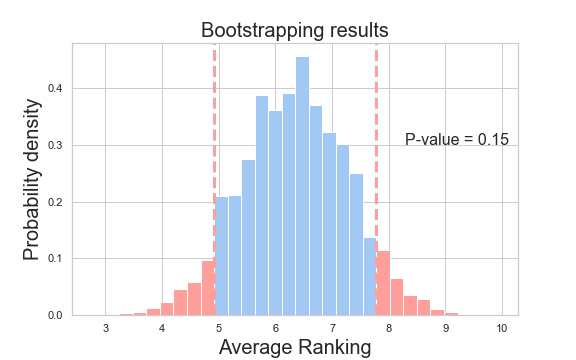 Bootstrapping results
Probability density
0.4
0.3
0.2
0.1
0.0
P-value = 0.15
3 4 5 6 7 8 9 10
Average Ranking